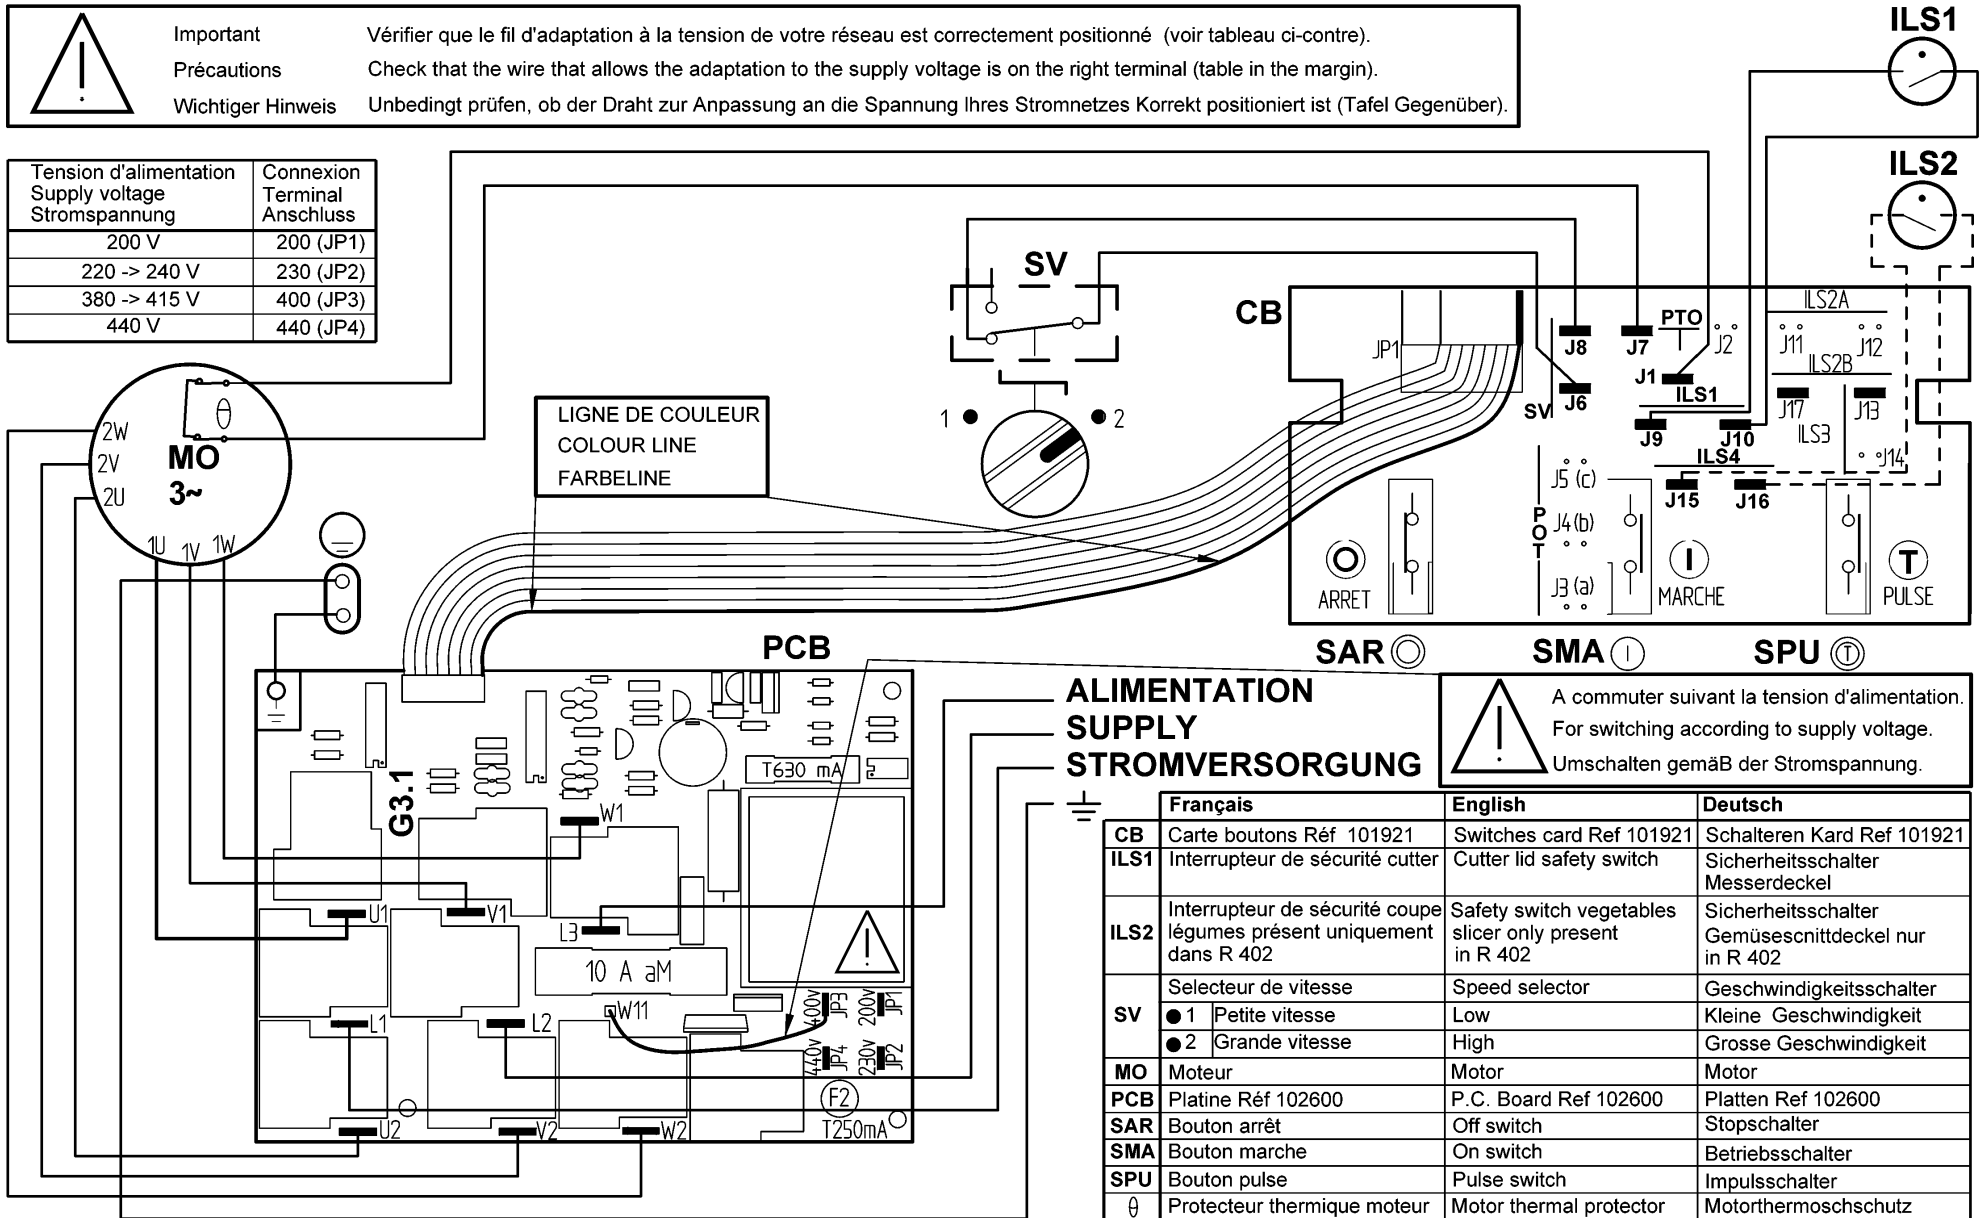 Important Vérifier que le fil d'adaptation à la tension de votre réseau est correctement positionné (voir tableau ci-contre).
Précautions Check that the wire that allows the adaptation to the supply voltage is on the right terminal (table in the margin).
Wichtiger Hinweis Unbedingt prüfen, ob der Draht zur Anpassung an die Spannung Ihres Stromnetzes Korrekt positioniert ist (Tafel Gegenüber).
ILS1
ILS2
Tension d'alimentation Connexion
Supply voltage Terminal
Stromspannung Anschluss
200 V 200 (JP1)
220 -> 240 V 230 (JP2)
380 -> 415 V 400 (JP3)
440 V 440 (JP4)
SV
1
2
CB
JP1
SV
J8
J6
J7
PTO
J2
J1
ILS1
J9
J10
ILS4
J15
J16
ILS2A
J11
J12
ILS2B
J17
J13
ILS3
J14
POT
J5 (c)
J4 (b)
J3 (a)
O
ARRET
I
MARCHE
T
PULSE
SAR
SMA I
SPU T
θ
MO
3~
2W
2V
2U
1U
1V
1W
LIGNE DE COULEUR
COLOUR LINE
FARBELINE
PCB
G3.1
T630 mA
W1
U1
V1
L3
10 A aM
W11
L1
L2
400v JP3
200v JP1
440v JP4
230v JP2
F2
T250mA
U2
V2
W2
ALIMENTATION
SUPPLY
STROMVERSORGUNG
A commuter suivant la tension d'alimentation.
For switching according to supply voltage.
Umschalten gemäB der Stromspannung.
Français English Deutsch
CB Carte boutons Réf 101921 Switches card Ref 101921 Schalteren Kard Ref 101921
ILS1 Interrupteur de sécurité cutter Cutter lid safety switch Sicherheitsschalter
Messerdeckel
Interrupteur de sécurité coupe Safety switch vegetables Sicherheitsschalter
ILS2 légumes présent uniquement slicer only present Gemüsescnittdeckel nur
dans R 402 in R 402 in R 402
Selecteur de vitesse Speed selector Geschwindigkeitsschalter
SV 1 Petite vitesse Low Kleine Geschwindigkeit
2 Grande vitesse High Grosse Geschwindigkeit
MO Moteur Motor Motor
PCB Platine Réf 102600 P.C. Board Ref 102600 Platten Ref 102600
SAR Bouton arrêt Off switch Stopschalter
SMA Bouton marche On switch Betriebsschalter
SPU Bouton pulse Pulse switch Impulsschalter
θ Protecteur thermique moteur Motor thermal protector Motorthermoschschutz